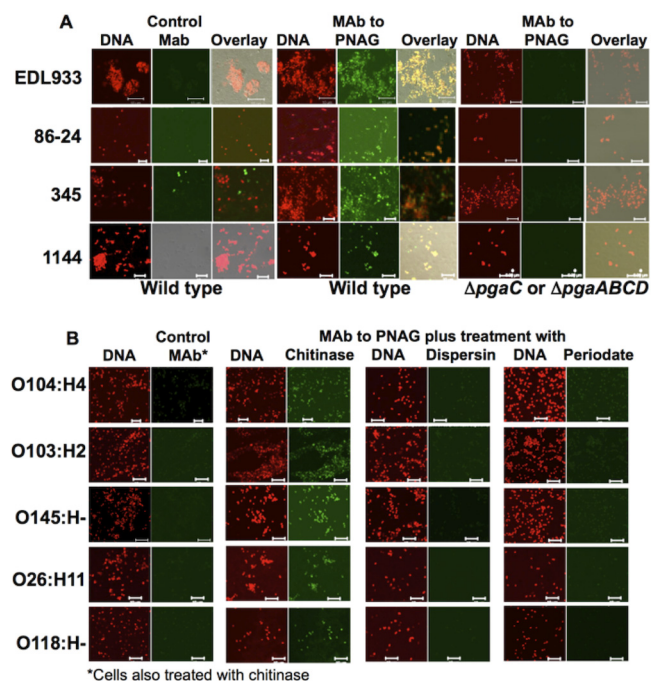 A
Control MAb to MAb to
DNA Mab Overlay DNA PNAG Overlay DNA PNAG Overlay
EDL933
86-24
345
1144
Wild type Wild type ΔpgaC or ΔpgaABCD
B Control MAb to PNAG plus treatment with
DNA MAb* DNA Chitinase DNA Dispersin DNA Periodate
O104:H4
O103:H2
O145:H-
O26:H11
O118:H-
*Cells also treated with chitinase